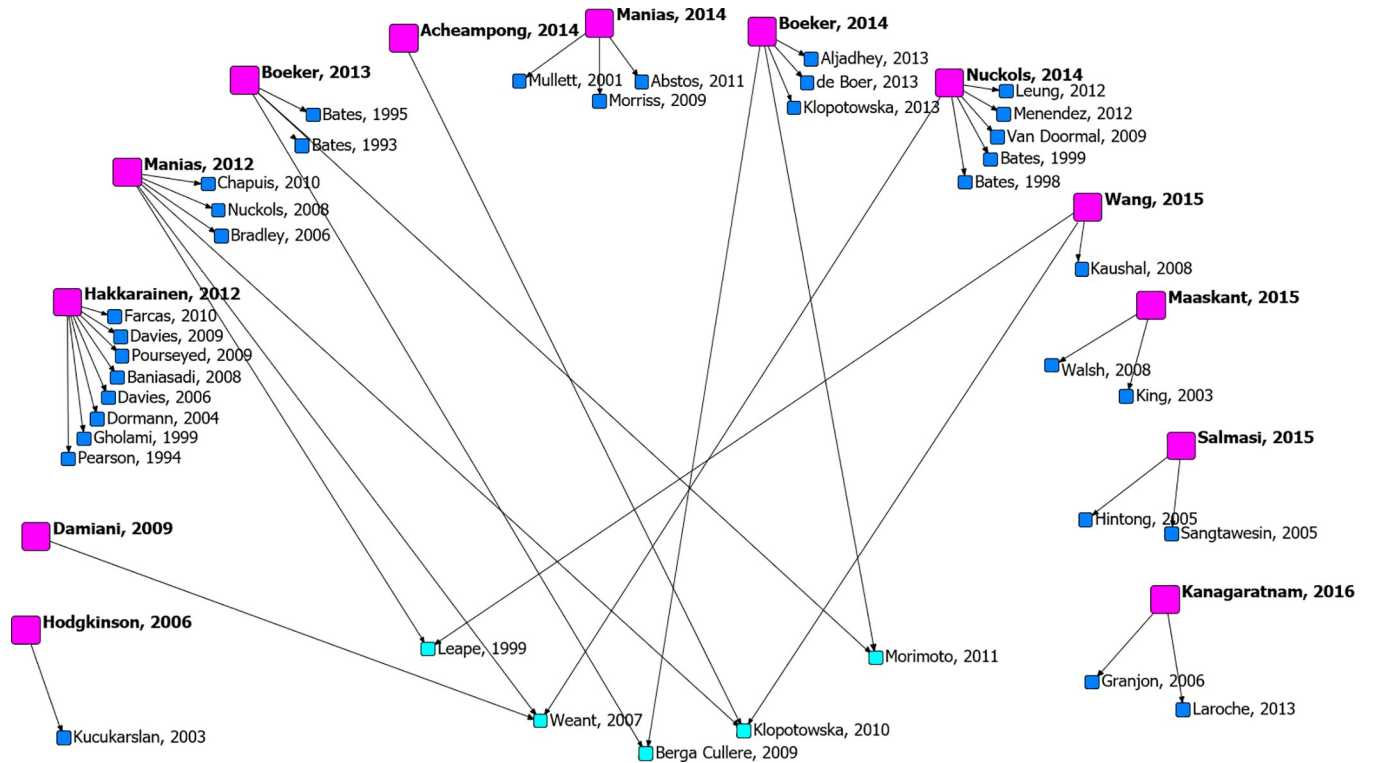 Manias, 2014
Acheampong, 2014
Boeker, 2014
Aljadhey, 2013
Boeker, 2013
Nuckols, 2014
Mullett, 2001
Abstos, 2011
de Boer, 2013
Leung, 2012
Morriss, 2009
Klopotowska, 2013
Menendez, 2012
Bates, 1995
Van Doormal, 2009
Bates, 1993
Bates, 1999
Manias, 2012
Chapuis, 2010
Bates, 1998
Wang, 2015
Nuckols, 2008
Bradley, 2006
Kaushal, 2008
Hakkarainen, 2012
Maaskant, 2015
Farcas, 2010
Davies, 2009
Pourseyed, 2009
Walsh, 2008
Baniasadi, 2008
Davies, 2006
King, 2003
Dormann, 2004
Gholami, 1999
Salmasi, 2015
Pearson, 1994
Hintong, 2005
Damiani, 2009
Sangtawesin, 2005
Kanagaratnam, 2016
Hodgkinson, 2006
Leape, 1999
Morimoto, 2011
Granjon, 2006
Laroche, 2013
Weant, 2007
Klopotowska, 2010
Kucukarslan, 2003
Berga Cullere, 2009